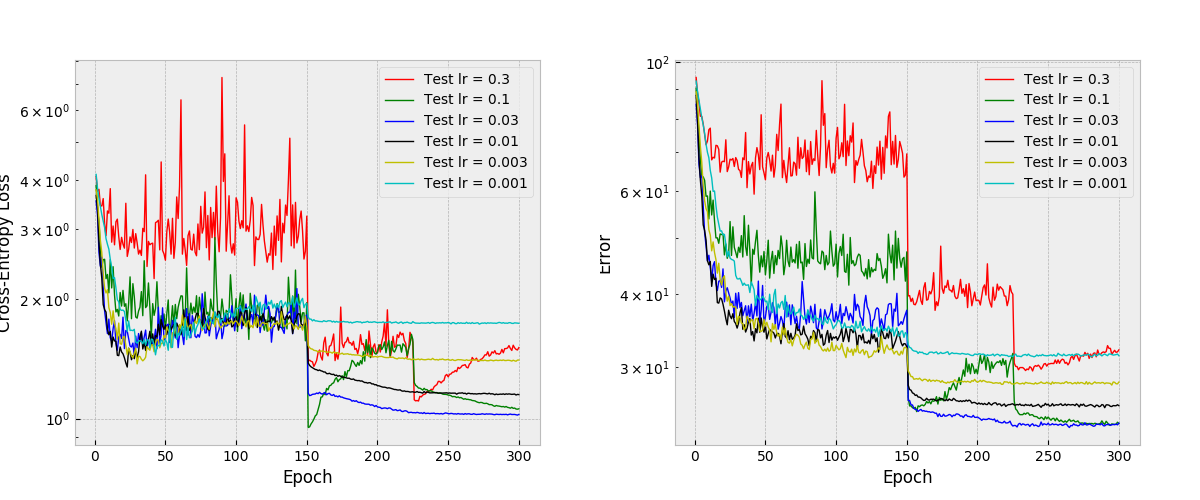 Test lr = 0.3
Test lr = 0.1
Test lr = 0.03
Test lr = 0.01
Test lr = 0.003
Test lr = 0.001
6 × 10⁰
4 × 10⁰
3 × 10⁰
2 × 10⁰
10⁰
Cross-Entropy Loss
0 50 100 150 200 250 300
Epoch
Test lr = 0.3
Test lr = 0.1
Test lr = 0.03
Test lr = 0.01
Test lr = 0.003
Test lr = 0.001
10²
6 × 10¹
4 × 10¹
3 × 10¹
Error
0 50 100 150 200 250 300
Epoch